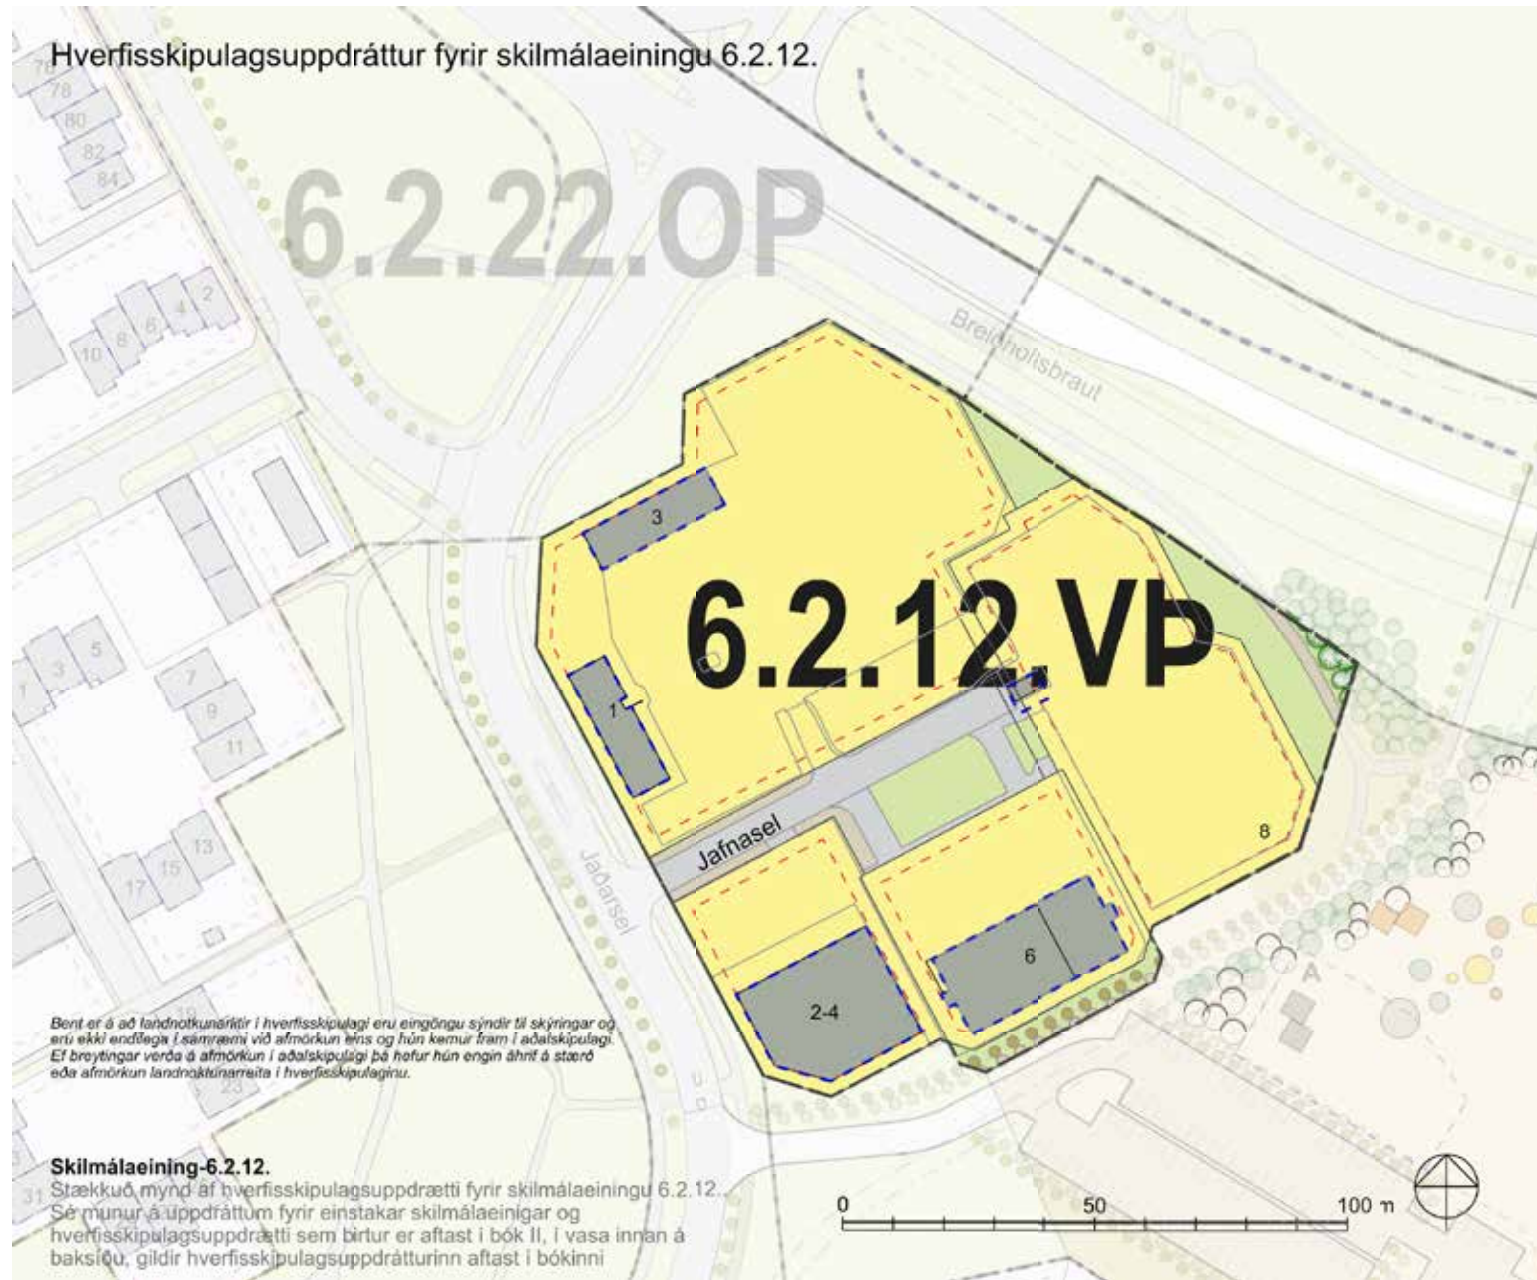 Hverfisskipulagsuppdráttur fyrir skilmálaeiningu 6.2.12.
76
78
80
82
84
6.2.22.OP
2
4
6
8
10
Breiðholtsbraut
3
6.2.12.VÞ
5
3
1
7
9
11
1
8
Jafnasel
13
15
17
Jaðarsel
6
2-4
A
Bent er á að landnotkunarlitir í hverfisskipulagi eru eingöngu sýndir til skýringar og
eru ekki endilega í samræmi við afmörkun eins og hún kemur fram í aðalskipulagi.
Ef breytingar verða á afmörkun í aðalskipulagi þá hefur hún engin áhrif á stærð
eða afmörkun landnoktunarreita í hverfisskipulaginu.
23
Skilmálaeining-6.2.12.
31
Stækkuð mynd af hverfisskipulagsuppdrætti fyrir skilmálaeiningu 6.2.12.
Sé munur á uppdráttum fyrir einstakar skilmálaeinigar og
hverfisskipulagsuppdrætti sem birtur er aftast í bók II, í vasa innan á
baksíðu, gildir hverfisskipulagsuppdrátturinn aftast í bókinni
0 50 100 m